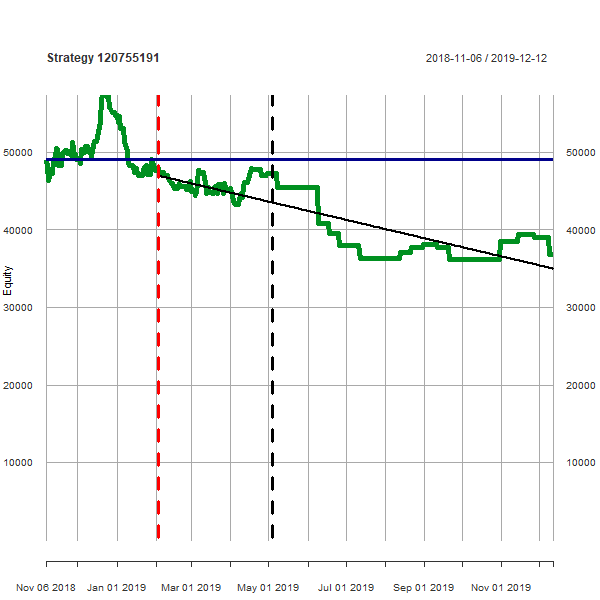 Strategy 120755191
2018-11-06 / 2019-12-12
50000
50000
40000
40000
Equity
30000
30000
20000
20000
10000
10000
Nov 06 2018
Jan 01 2019
Mar 01 2019
May 01 2019
Jul 01 2019
Sep 01 2019
Nov 01 2019